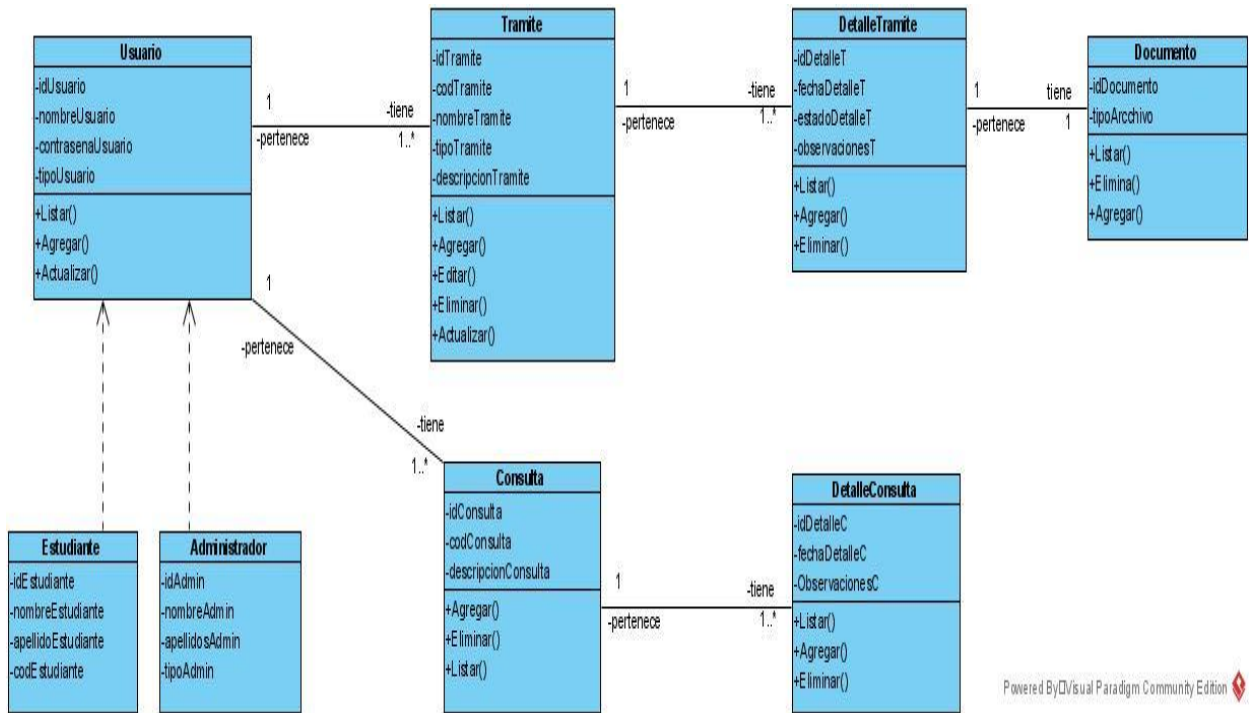 Usuario
-idUsuario
-nombreUsuario
-contrasenaUsuario
-tipoUsuario
+Listar()
+Agregar()
+Actualizar()
1
-pertenece
-tiene
1..*
Tramite
-idTramite
-codTramite
-nombreTramite
-tipoTramite
-descripcionTramite
+Listar()
+Agregar()
+Editar()
+Eliminar()
+Actualizar()
1
-pertenece
-tiene
1..*
DetalleTramite
-idDetalleT
-fechaDetalleT
-estadoDetalleT
-observacionesT
+Listar()
+Agregar()
+Eliminar()
1
-pertenece
tiene
1
Documento
-idDocumento
-tipoArcchivo
+Listar()
+Elimina()
+Agregar()
1
-pertenece
-tiene
1..*
Estudiante
-idEstudiante
-nombreEstudiante
-apellidoEstudiante
-codEstudiante
Administrador
-idAdmin
-nombreAdmin
-apellidosAdmin
-tipoAdmin
Consulta
-idConsulta
-codConsulta
-descripcionConsulta
+Agregar()
+Eliminar()
+Listar()
1
-pertenece
-tiene
1..*
DetalleConsulta
-idDetalleC
-fechaDetalleC
-ObservacionesC
+Listar()
+Agregar()
+Eliminar()
Powered By□Visual Paradigm Community Edition